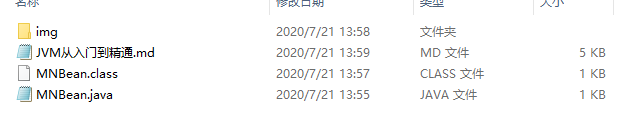 名称 修改日期 类型 大小
img 2020/7/21 13:58 文件夹
JVM从入门到精通.md 2020/7/21 13:59 MD 文件 5 KB
MNBean.class 2020/7/21 13:57 CLASS 文件 1 KB
MNBean.java 2020/7/21 13:55 JAVA 文件 1 KB